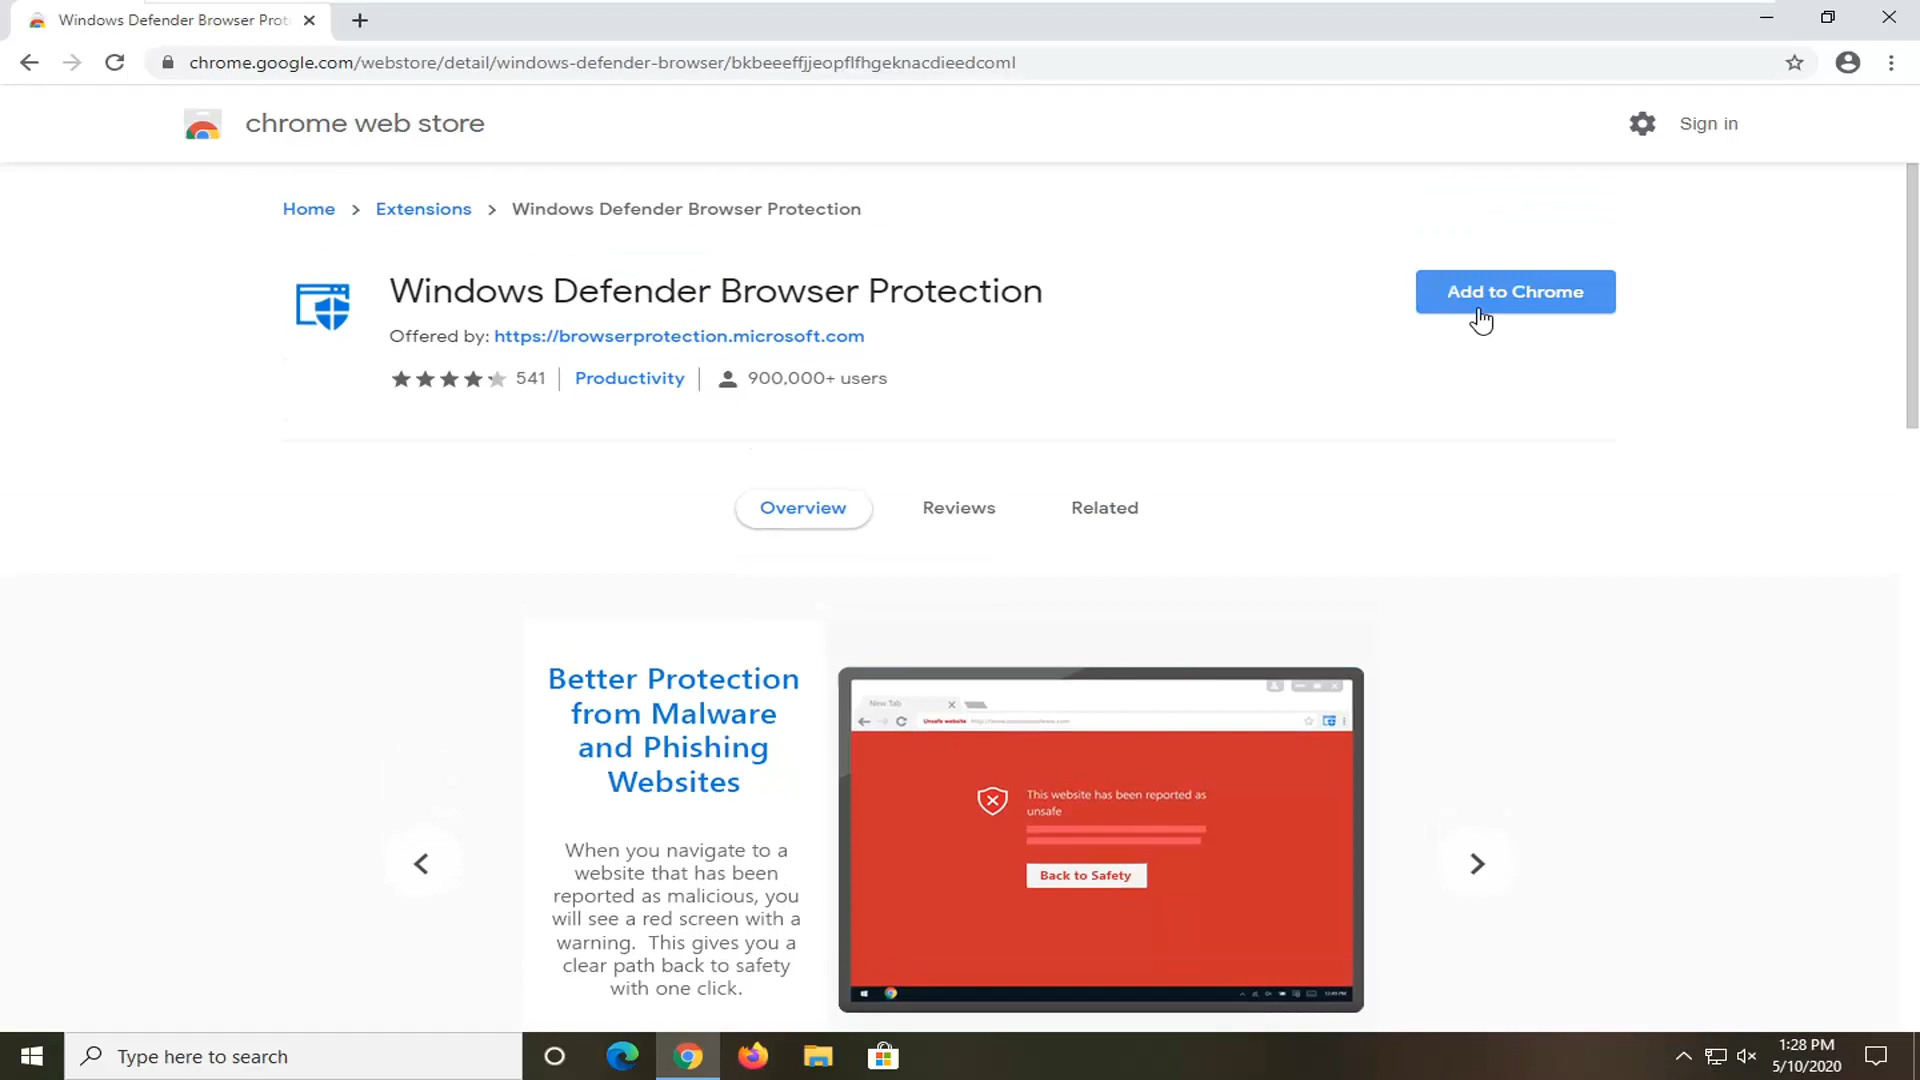 Windows Defender Browser Prot
chrome.google.com/webstore/detail/windows-defender-browser/bkbeeeffjjeopflfhgeknacdieedcoml
chrome web store
Sign in
Home > Extensions > Windows Defender Browser Protection
Windows Defender Browser Protection
Add to Chrome
Offered by: https://browserprotection.microsoft.com
541 Productivity 900,000+ users
Overview Reviews Related
Better Protection
from Malware
and Phishing
Websites
When you navigate to a
website that has been
reported as malicious, you
will see a red screen with a
warning. This gives you a
clear path back to safety
with one click.
New Tab
Unsafe website
This website has been reported as
unsafe
Back to Safety
Type here to search
1:28 PM
5/10/2020